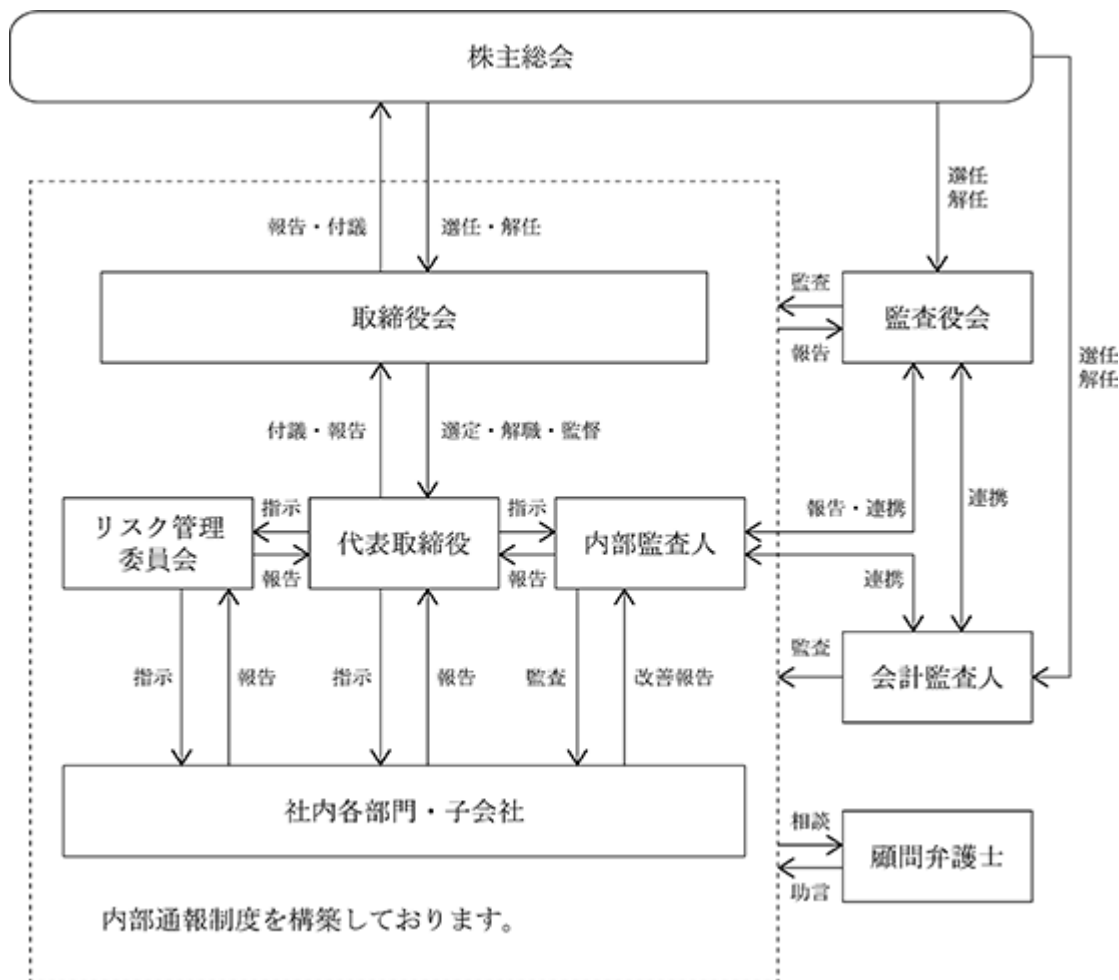 株主総会
選任
解任
報告・付議
選任・解任
取締役会
監査
報告
監査役会
選任
解任
付議・報告
選定・解職・監督
リスク管理
委員会
指示
報告
代表取締役
指示
報告
内部監査人
報告・連携
連携
連携
指示
報告
指示
報告
監査
改善報告
監査
会計監査人
社内各部門・子会社
相談
助言
顧問弁護士
内部通報制度を構築しております。